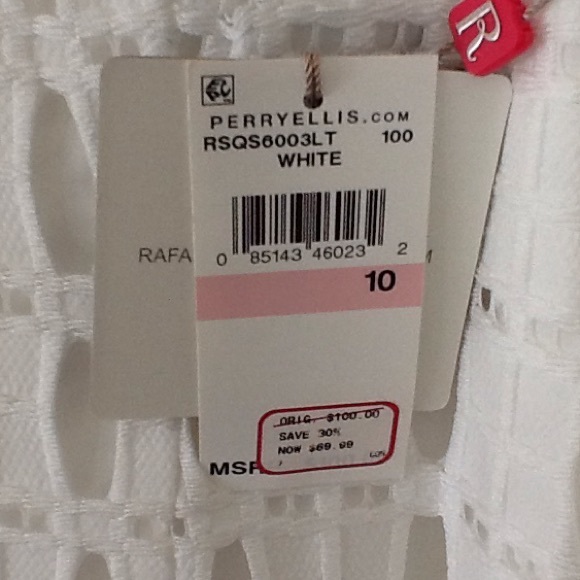 R
PERRYELLIS.COM
RSQS6003LT 100
WHITE
RAFA
0 85143 46023 2
10
ORIG. $100.00
SAVE 30%
NOW $69.99
MSR